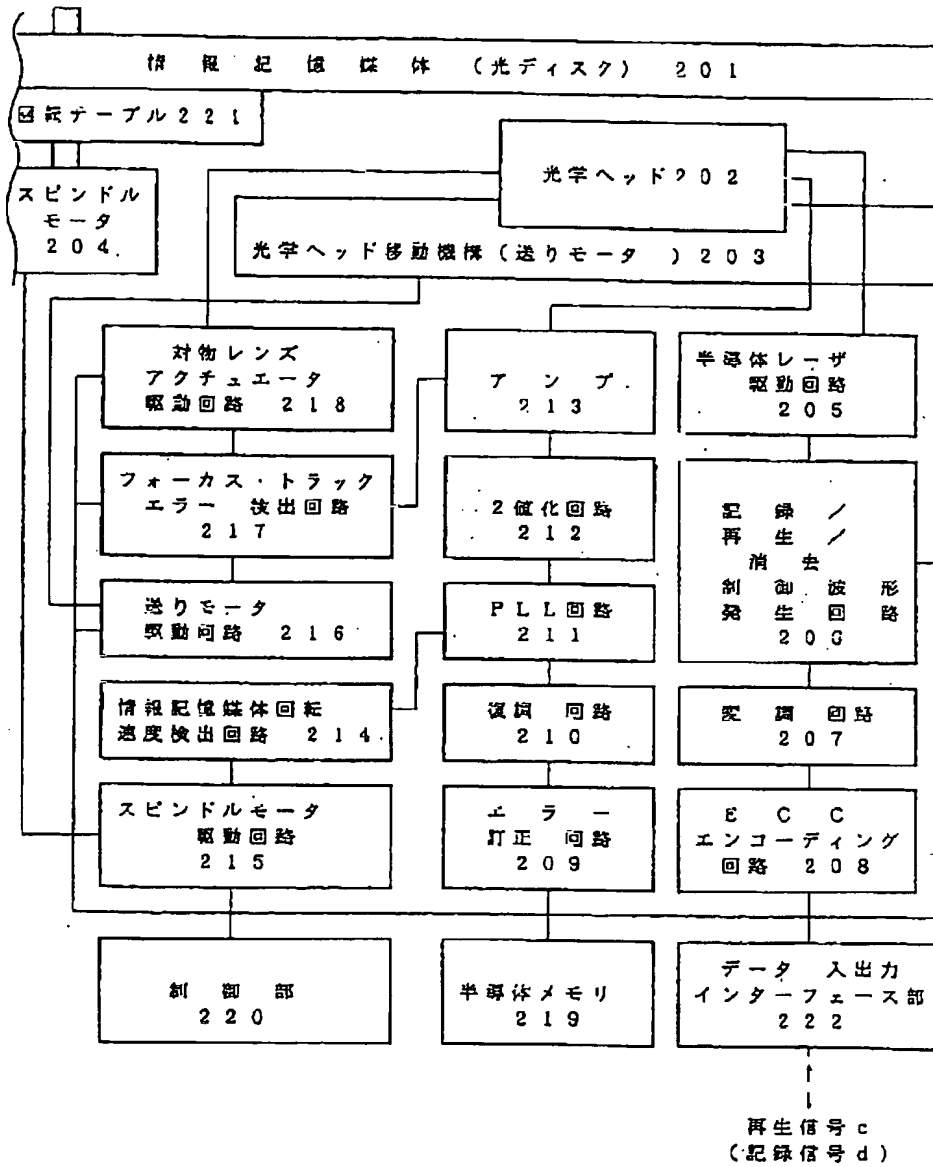 情報記憶媒体 (光ディスク) 201
回転テーブル221
光学ヘッド202
スピンドル
モータ
204.
光学ヘッド移動機構(送りモータ )203
対物レンズ
アクチュエータ
駆動回路 218
アンプ
213
半導体レーザ
駆動回路
205
フォーカス・トラック
エラー 検出回路
217
2値化回路
212
記録/
再生/
消去
制御波形
発生回路
206
送りモータ
駆動回路 216
PLL回路
211
情報記憶媒体回転
速度検出回路 214
復調回路
210
変調回路
207
スピンドルモータ
駆動回路
215
エラー
訂正回路
209
ECC
エンコーディング
回路 208
制御部
220
半導体メモリ
219
データ 入出力
インターフェース部
222
再生信号c
(記録信号d)